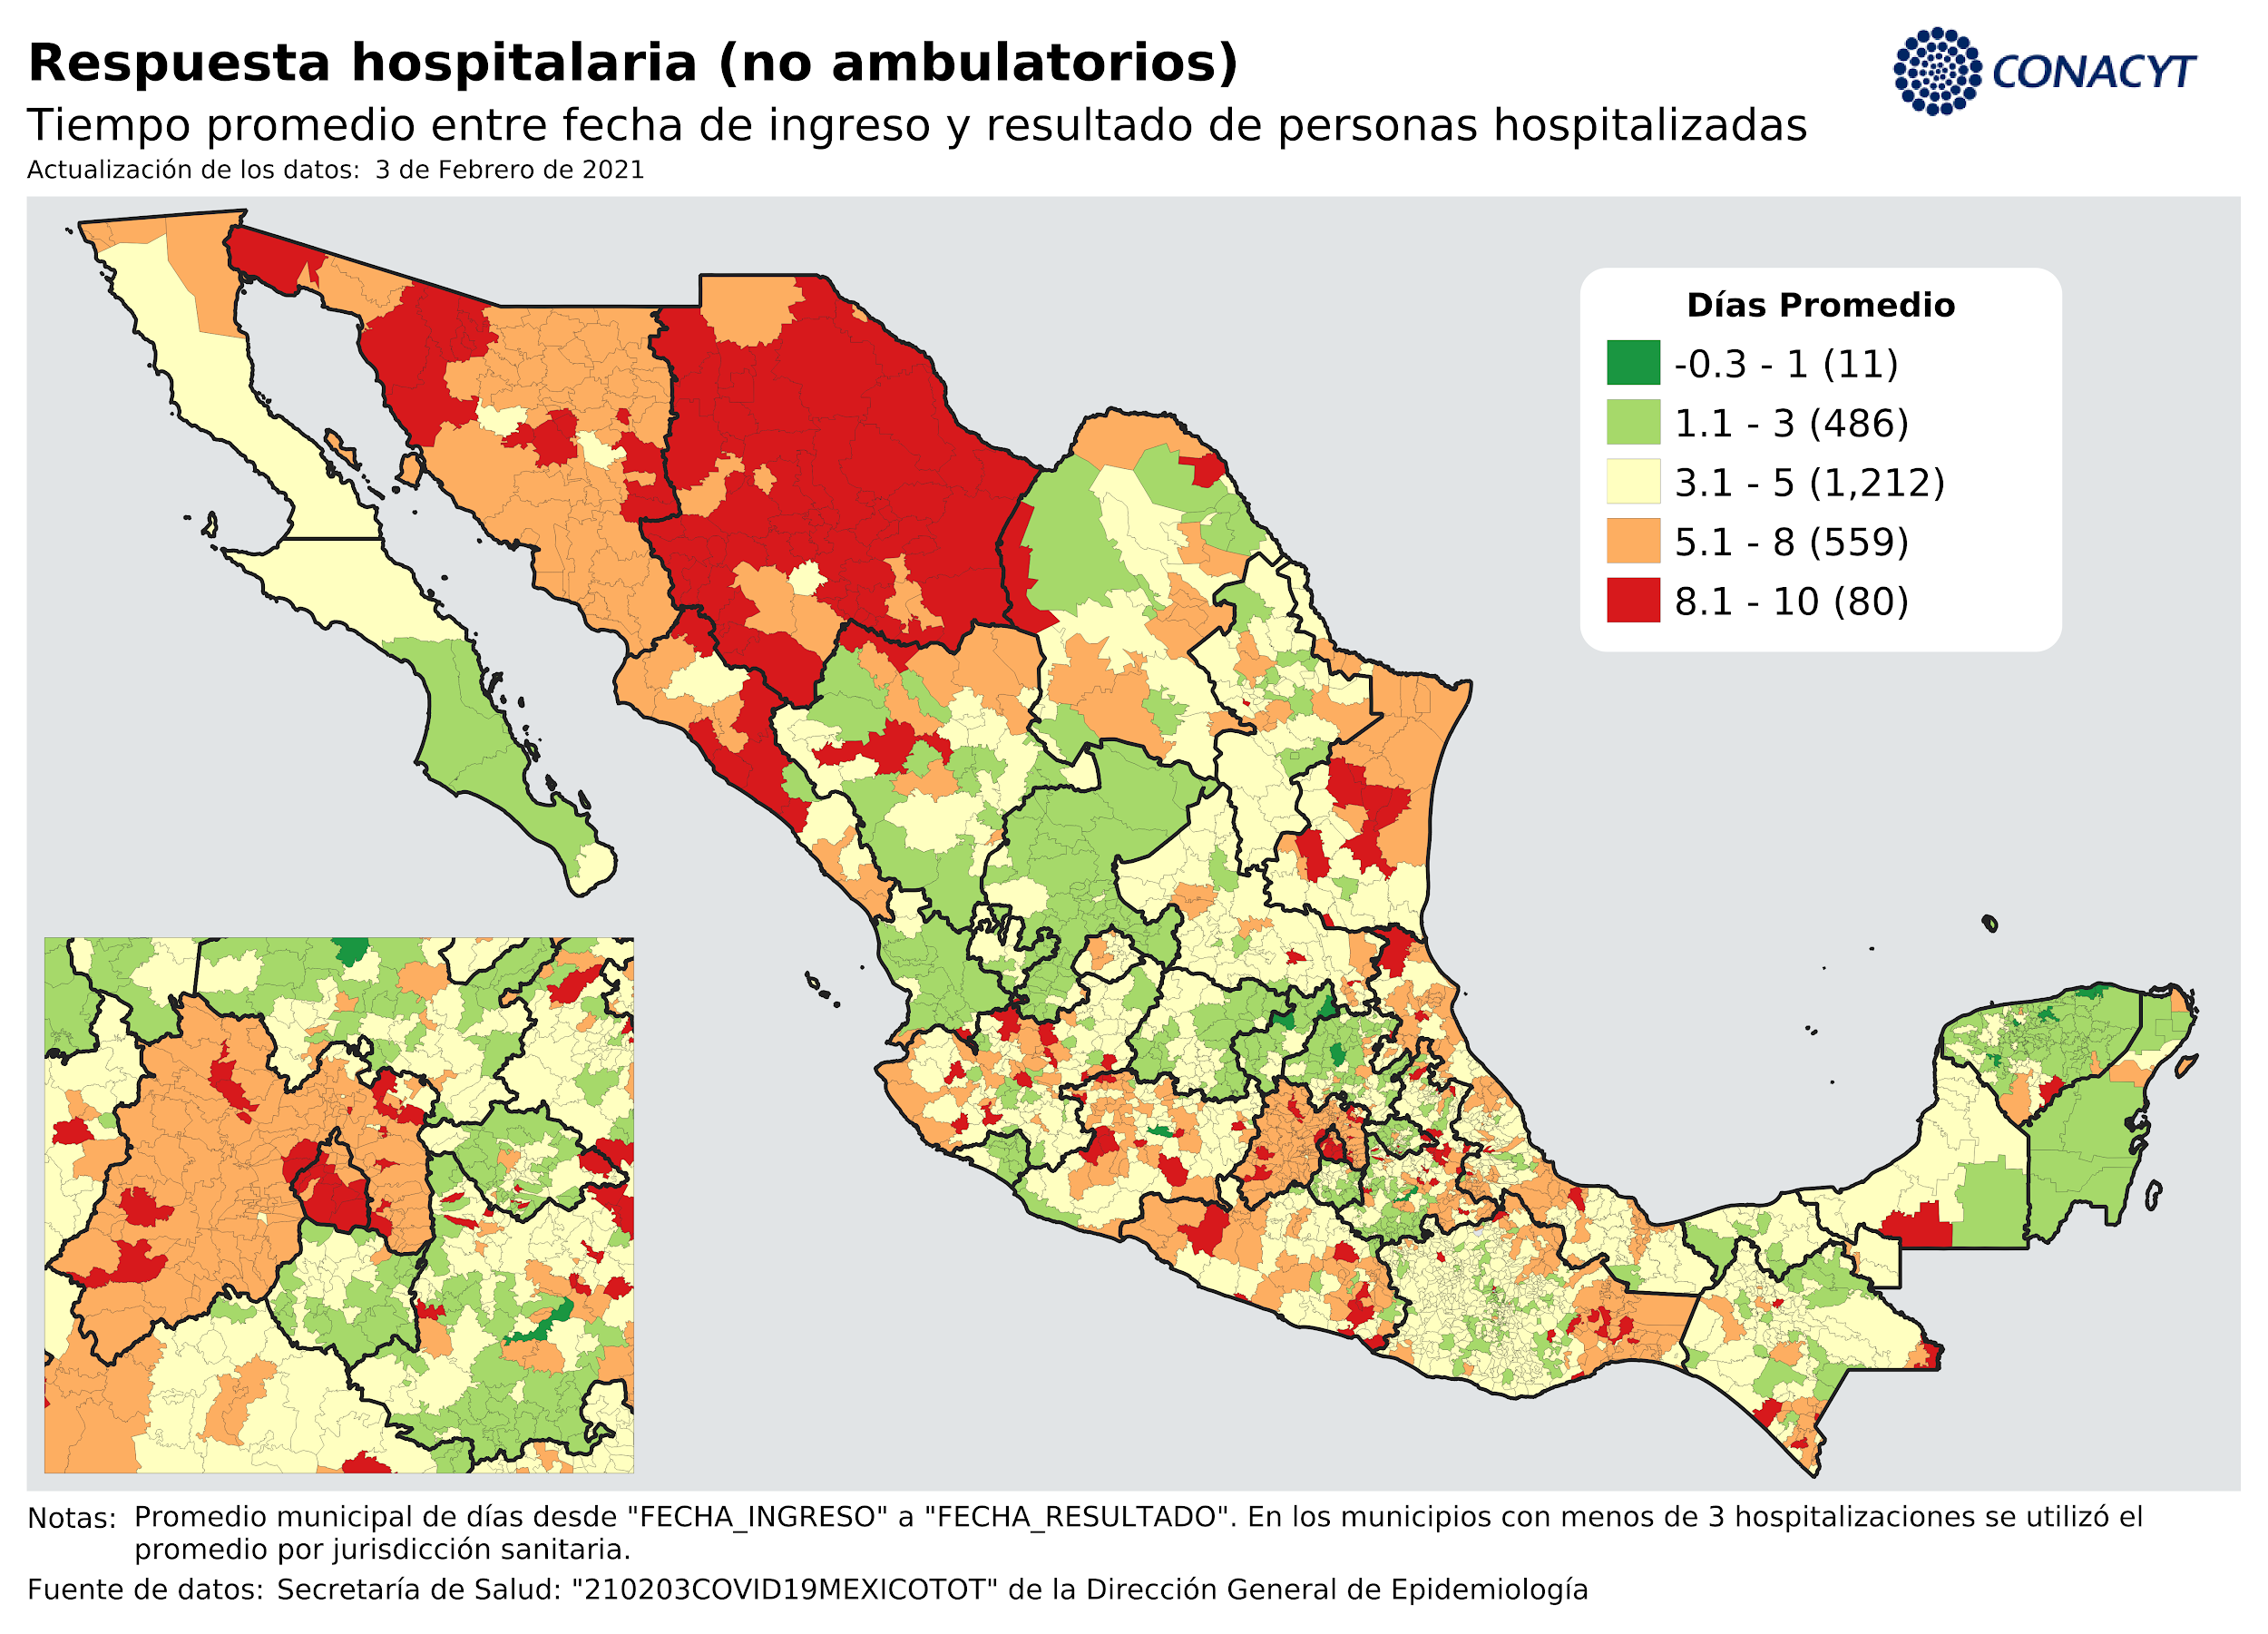 Respuesta hospitalaria (no ambulatorios)
CONACYT
Tiempo promedio entre fecha de ingreso y resultado de personas hospitalizadas
Actualización de los datos: 3 de Febrero de 2021
Días Promedio
-0.3 - 1 (11)
1.1 - 3 (486)
3.1 - 5 (1,212)
5.1 - 8 (559)
8.1 - 10 (80)
Notas: Promedio municipal de días desde "FECHA_INGRESO" a "FECHA_RESULTADO". En los municipios con menos de 3 hospitalizaciones se utilizó el
promedio por jurisdicción sanitaria.
Fuente de datos: Secretaría de Salud: "210203COVID19MEXICOTOT" de la Dirección General de Epidemiología